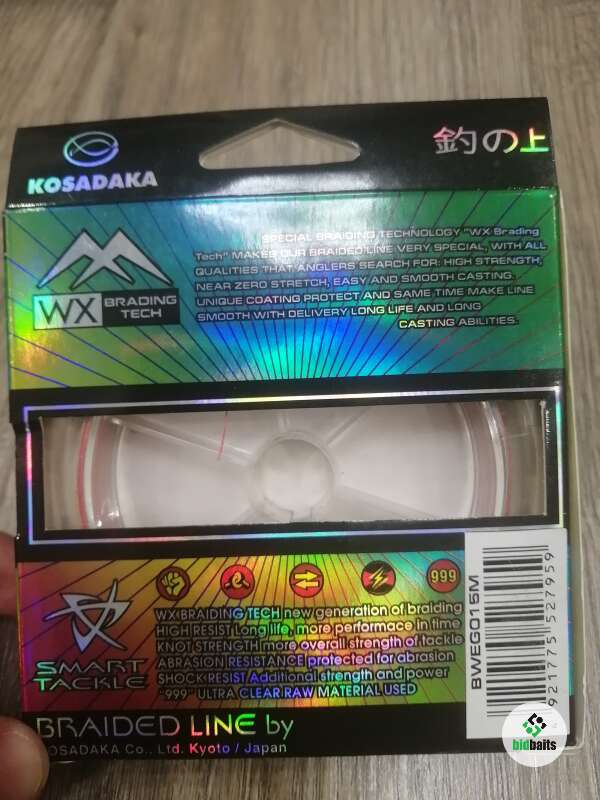 KOSADAKA
釣の上
WX BRADING TECH
SPECIAL BRAIDING TECHNOLOGY "WX Brading
Tech" MAKES OUR BRAIDED LINE VERY SPECIAL, WITH ALL
QUALITIES THAT ANGLERS SEARCH FOR: HIGH STRENGTH,
NEAR ZERO STRETCH, EASY AND SMOOTH CASTING.
UNIQUE COATING PROTECT AND SAME TIME MAKE LINE
SMOOTH WITH DELIVERY LONG LIFE AND LONG
CASTING ABILITIES.
999
SMART
TACKLE
WX BRAIDING TECH new generation of braiding
HIGH RESIST Long life, more performace in time
KNOT STRENGTH more overall strength of tackle
ABRASION RESISTANCE protected for abrasion
SHOCK RESIST Additional strength and power
"999" ULTRA CLEAR RAW MATERIAL USED
BWEG015M
921775 527959
BRAIDED LINE by
KOSADAKA Co., Ltd. Kyoto / Japan
bidbaits